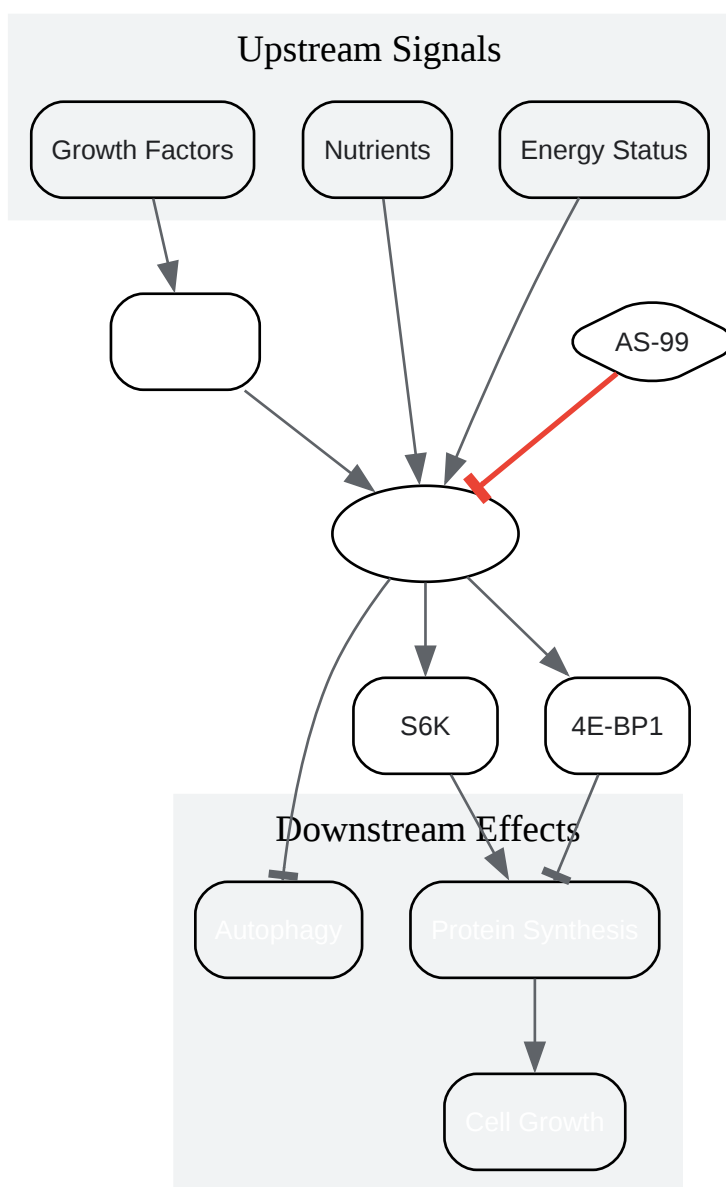 Upstream Signals
Growth Factors
Nutrients
Energy Status
AS-99
S6K
4E-BP1
Downstream Effects
Autophagy
Protein Synthesis
Cell Growth